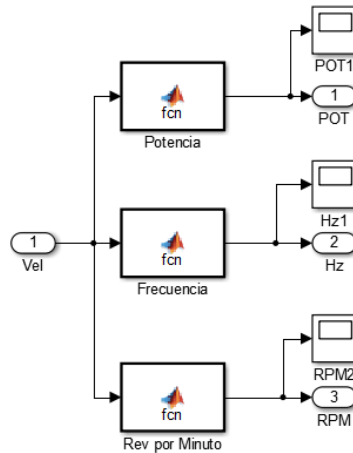 POT1
fcn
1
Potencia
POT
Hz1
1
fcn
2
Vel
Frecuencia
Hz
RPM2
fcn
3
Rev por Minuto
RPM